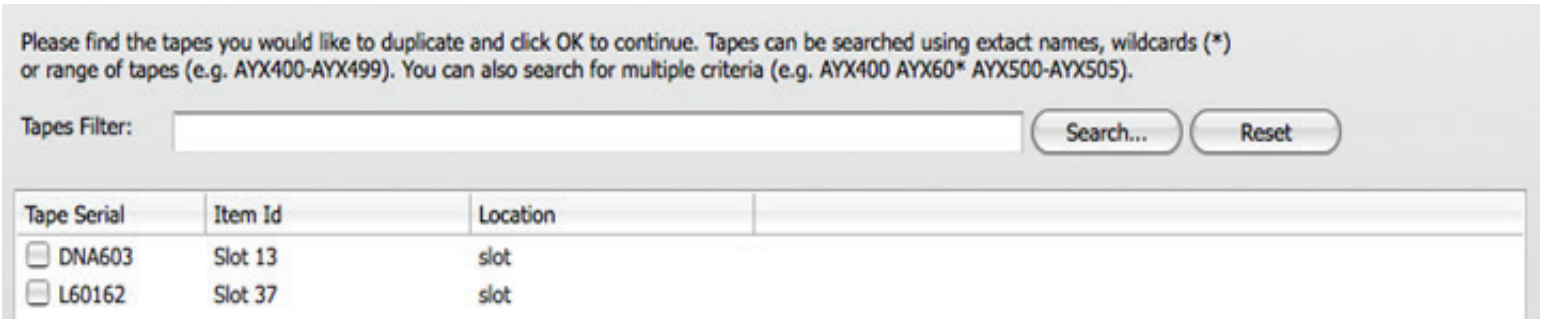 Please find the tapes you would like to duplicate and click OK to continue. Tapes can be searched using extact names, wildcards (*)
or range of tapes (e.g. AYX400-AYX499). You can also search for multiple criteria (e.g. AYX400 AYX60* AYX500-AYX505).
Tapes Filter: Search... Reset
Tape Serial Item Id Location
DNA603 Slot 13 slot
L60162 Slot 37 slot